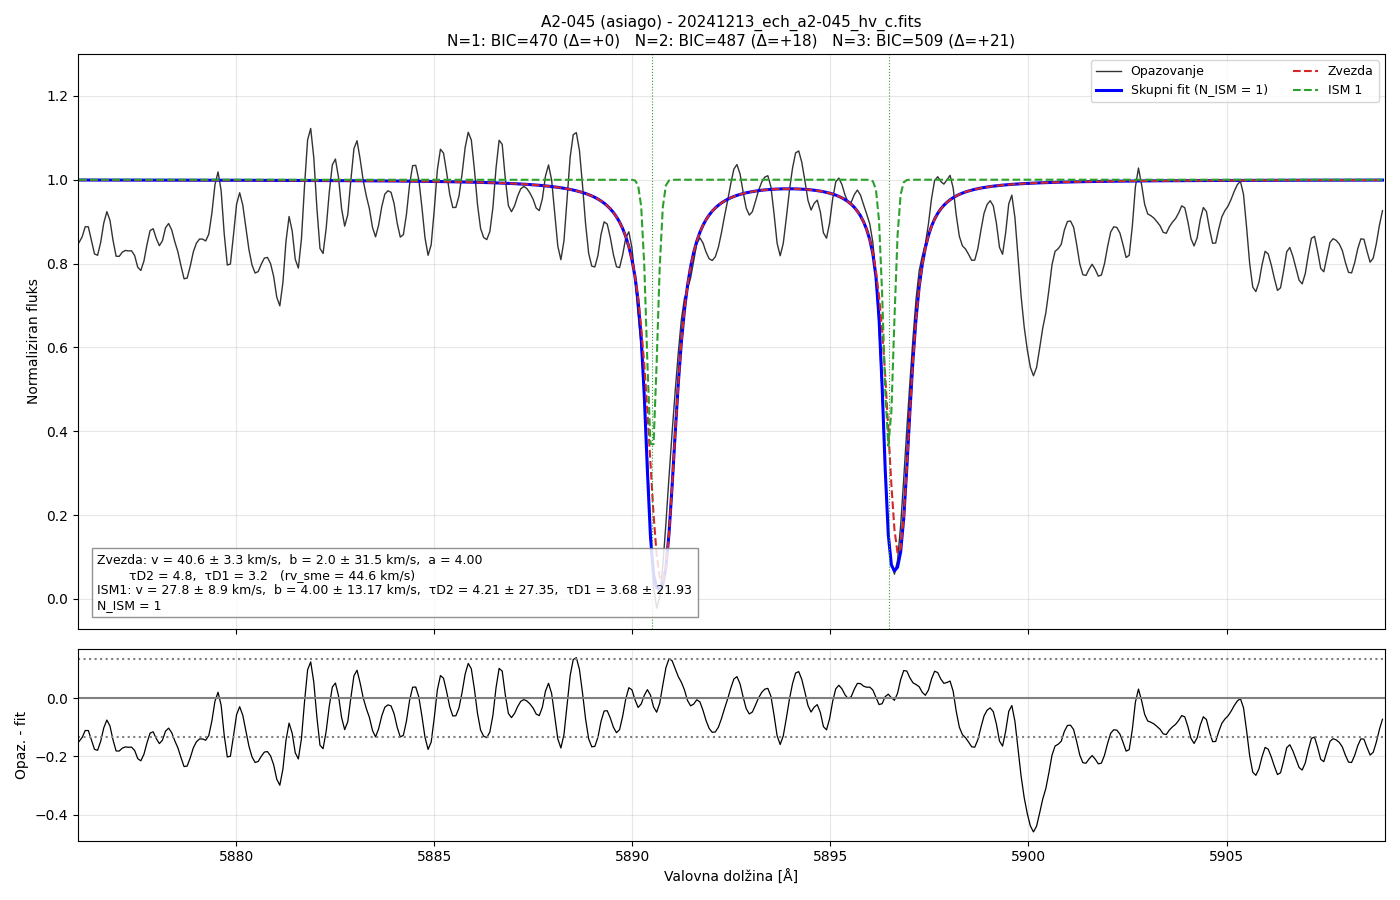 A2-045 (asiago) - 20241213_ech_a2-045_hv_c.fits
N=1: BIC=470 (Δ=+0)   N=2: BIC=487 (Δ=+18)   N=3: BIC=509 (Δ=+21)
Opazovanje
Skupni fit (N_ISM = 1)
Zvezda
ISM 1
Normaliziran fluks
1.2
1.0
0.8
0.6
0.4
0.2
0.0
Zvezda: v = 40.6 ± 3.3 km/s,  b = 2.0 ± 31.5 km/s,  a = 4.00
τD2 = 4.8,  τD1 = 3.2   (rv_sme = 44.6 km/s)
ISM1: v = 27.8 ± 8.9 km/s,  b = 4.00 ± 13.17 km/s,  τD2 = 4.21 ± 27.35,  τD1 = 3.68 ± 21.93
N_ISM = 1
Opaz. - fit
0.0
−0.2
−0.4
5880
5885
5890
5895
5900
5905
Valovna dolžina [Å]